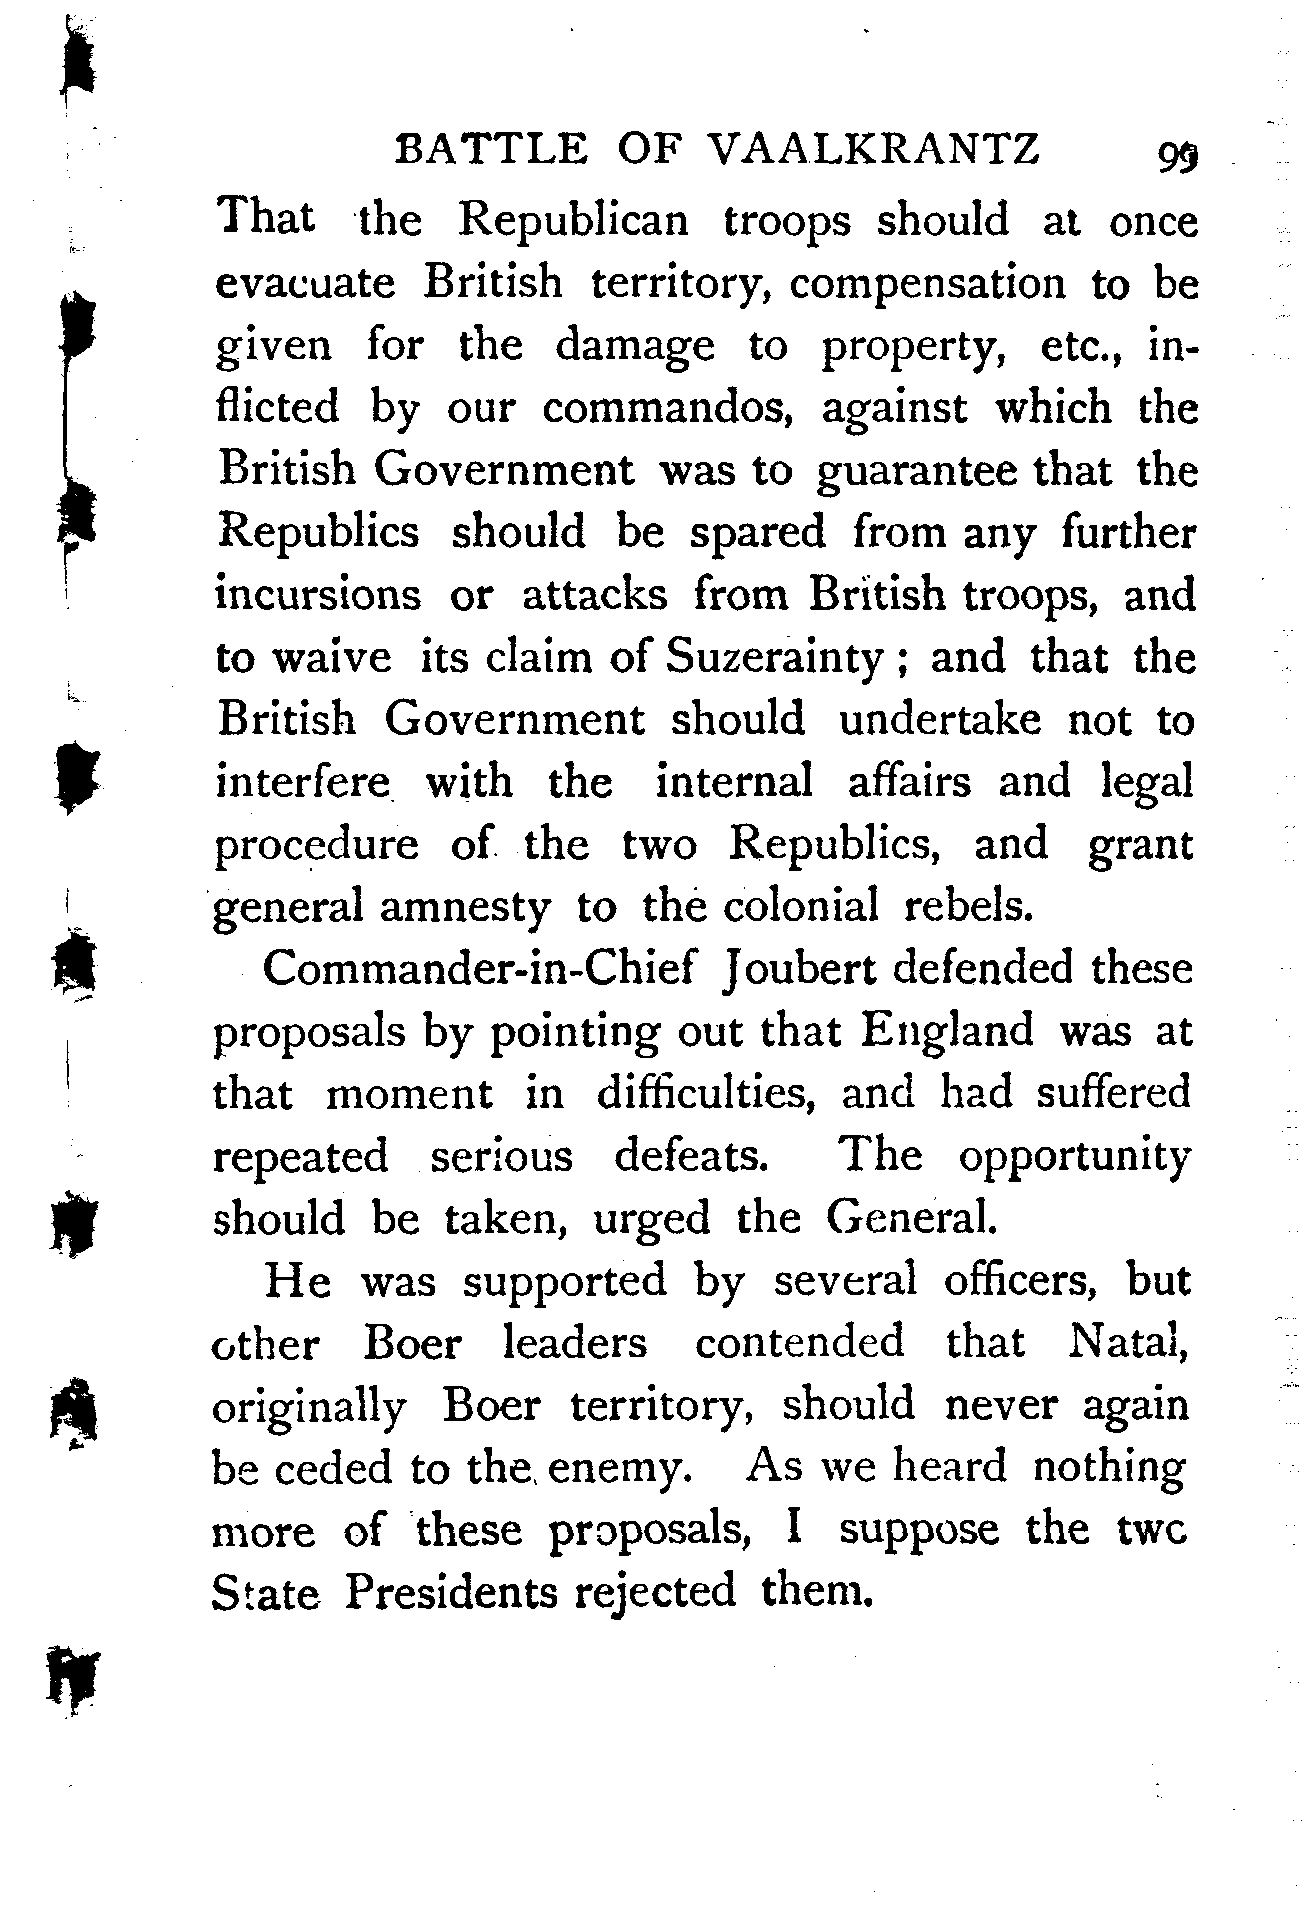 BATTLE OF VAALKRANTZ 99
That the Republican troops should at once
evacuate British territory, compensation to be
given for the damage to property, etc., in-
flicted by our commandos, against which the
British Government was to guarantee that the
Republics should be spared from any further
incursions or attacks from British troops, and
to waive its claim of Suzerainty ; and that the
British Government should undertake not to
interfere with the internal affairs and legal
procedure of the two Republics, and grant
general amnesty to the colonial rebels.
Commander-in-Chief Joubert defended these
proposals by pointing out that England was at
that moment in difficulties, and had suffered
repeated serious defeats. The opportunity
should be taken, urged the General.
He was supported by several officers, but
other Boer leaders contended that Natal,
originally Boer territory, should never again
be ceded to the enemy. As we heard nothing
more of these proposals, I suppose the two
State Presidents rejected them.